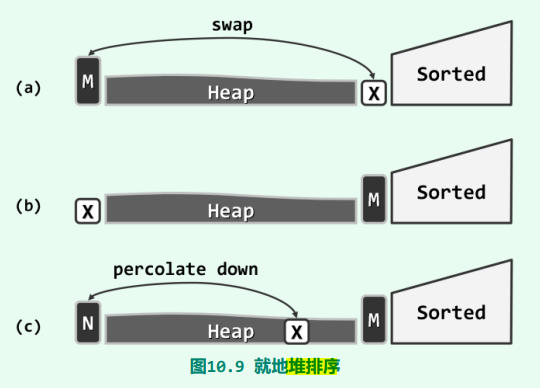 swap
(a) M Heap X Sorted
(b) X Heap M Sorted
percolate down
(c) N Heap X M Sorted
图10.9 就地堆排序